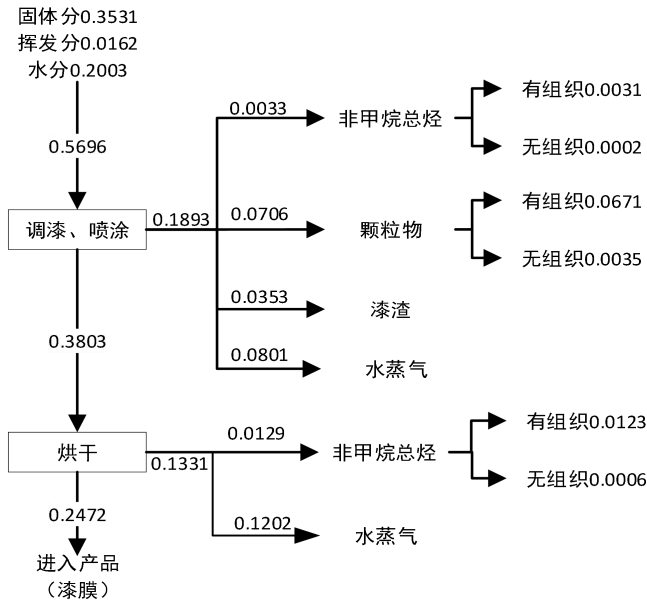 固体分0.3531
挥发分0.0162
水分0.2003
0.5696
调漆、喷涂
0.1893
0.0033
非甲烷总烃
有组织0.0031
无组织0.0002
0.0706
颗粒物
有组织0.0671
无组织0.0035
0.0353
漆渣
0.0801
水蒸气
0.3803
烘干
0.1331
0.0129
非甲烷总烃
有组织0.0123
无组织0.0006
0.1202
水蒸气
0.2472
进入产品
（漆膜）